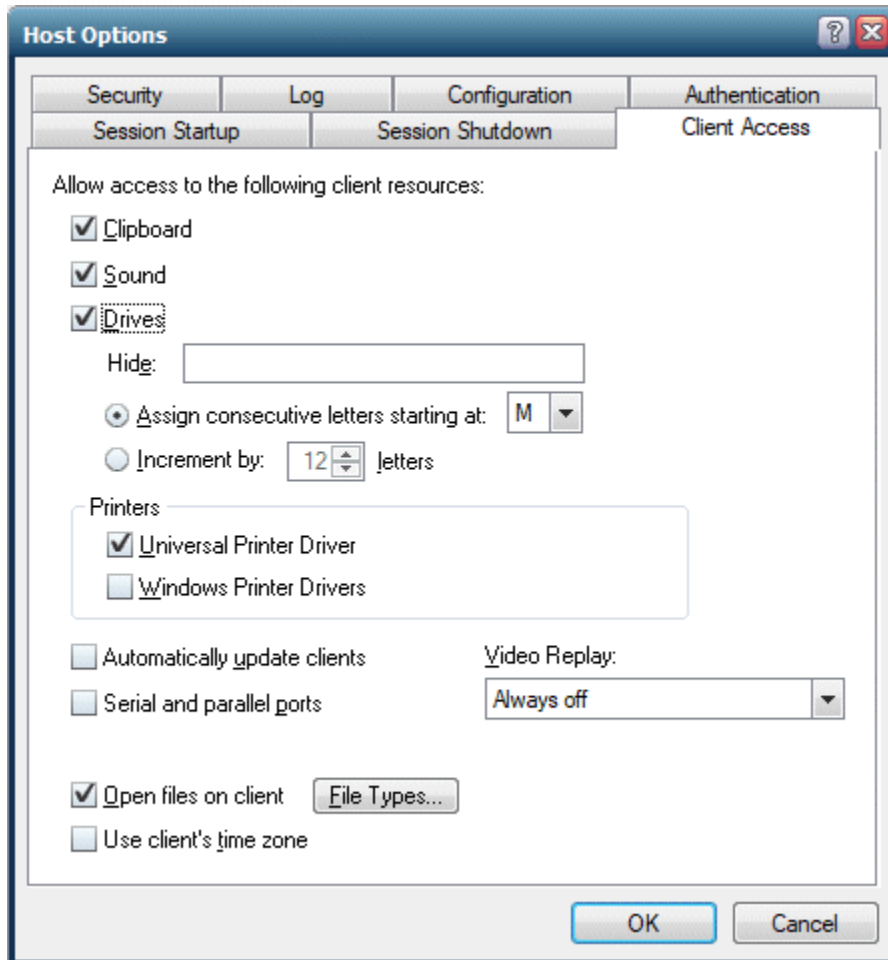 Host Options
Security Log Configuration Authentication
Session Startup Session Shutdown Client Access
Allow access to the following client resources:
Clipboard
Sound
Drives
Hide:
Assign consecutive letters starting at: M
Increment by: 12 letters
Printers
Universal Printer Driver
Windows Printer Drivers
Automatically update clients Video Replay:
Serial and parallel ports Always off
Open files on client File Types...
Use client's time zone
OK Cancel